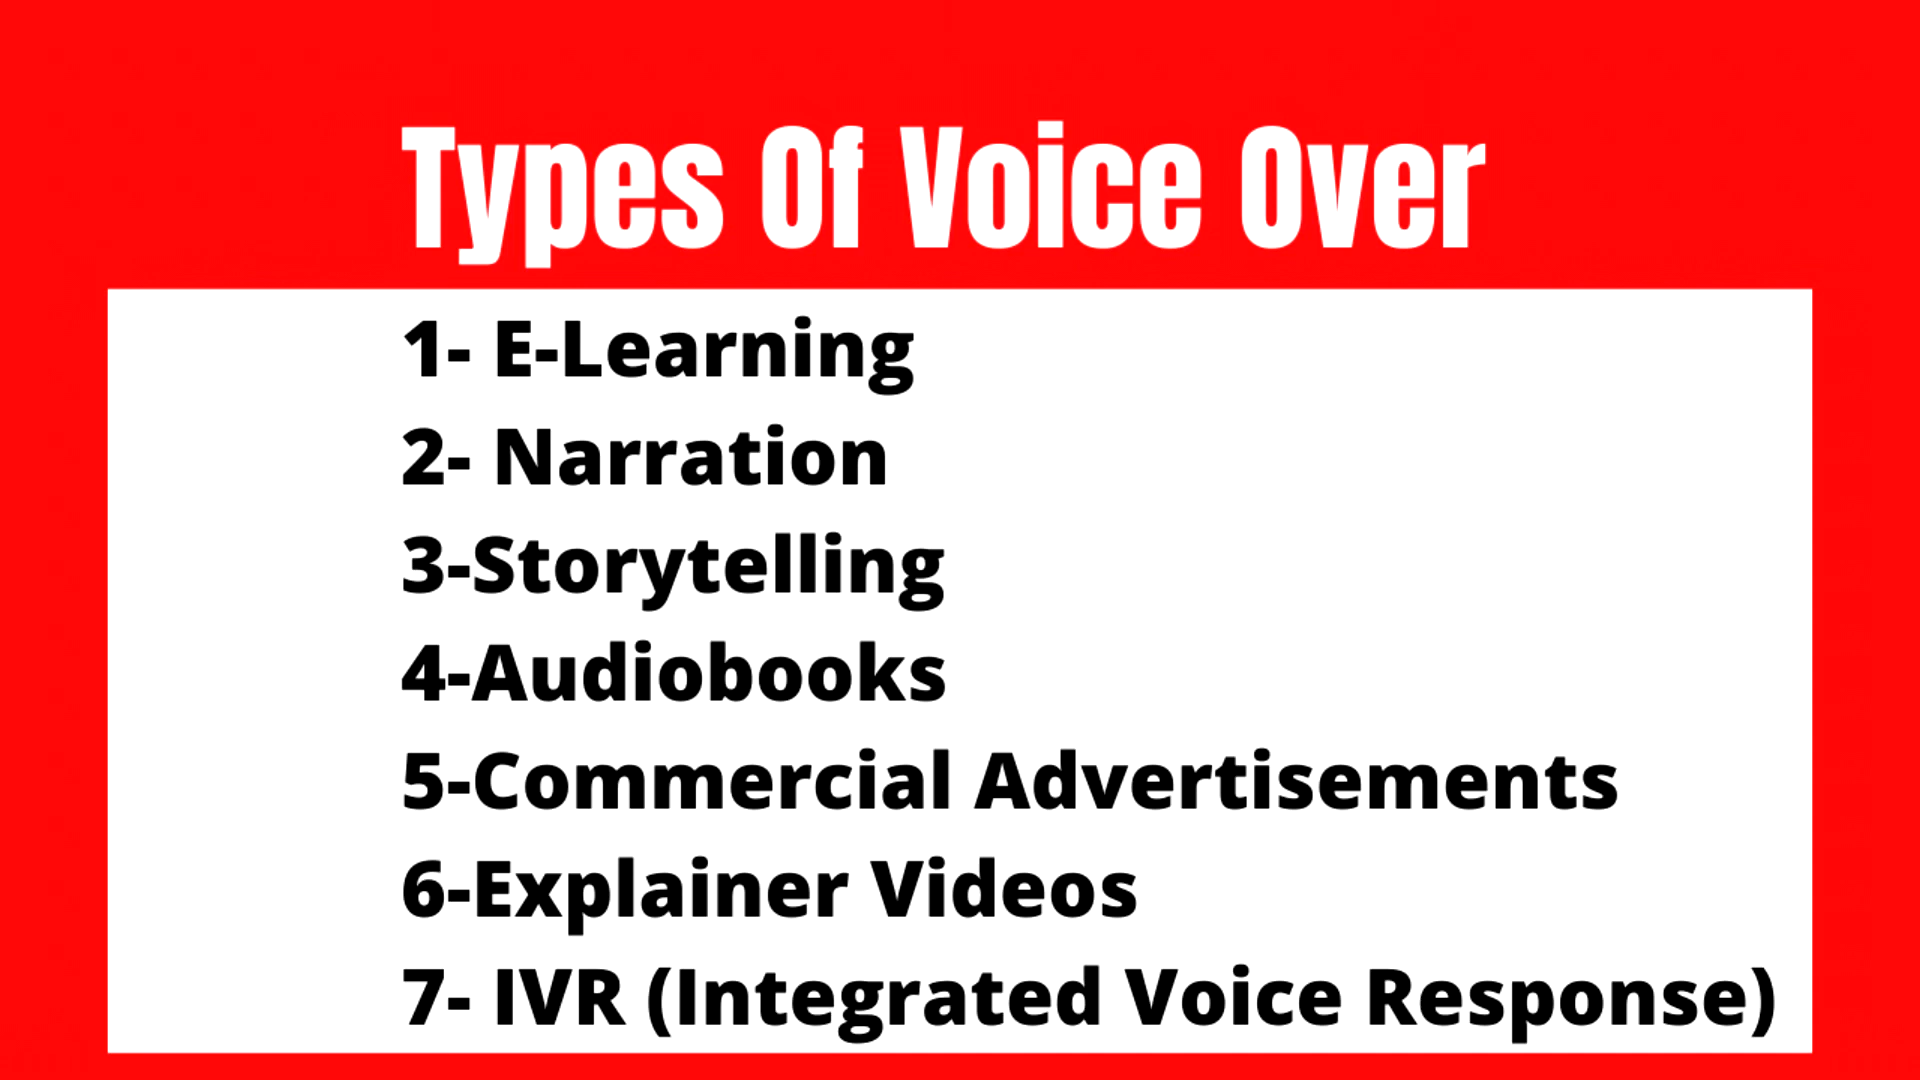 Types Of Voice Over
1- E-Learning
2- Narration
3-Storytelling
4-Audiobooks
5-Commercial Advertisements
6-Explainer Videos
7- IVR (Integrated Voice Response)